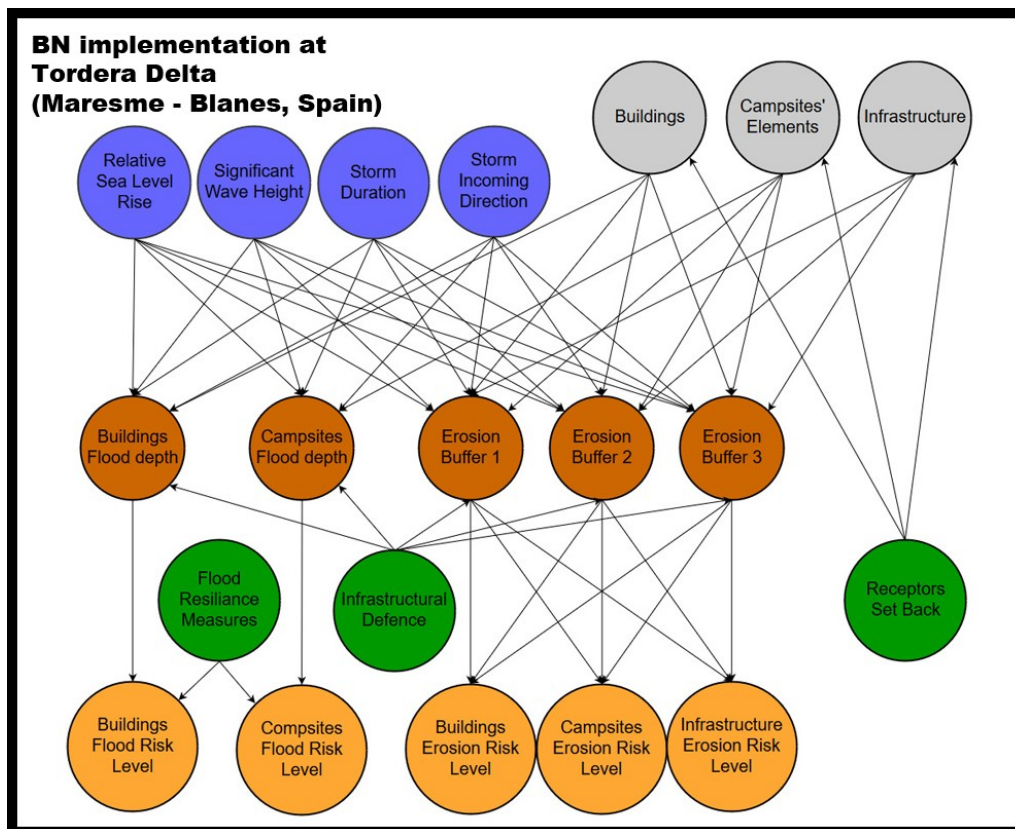 BN implementation at
Tordera Delta
(Maresme - Blanes, Spain)
Buildings
Campsites'
Elements
Infrastructure
Relative
Sea Level
Rise
Significant
Wave Height
Storm
Duration
Storm
Incoming
Direction
Buildings
Flood depth
Campsites
Flood depth
Erosion
Buffer 1
Erosion
Buffer 2
Erosion
Buffer 3
Flood
Resiliance
Measures
Infrastructural
Defence
Receptors
Set Back
Buildings
Flood Risk
Level
Compsites
Flood Risk
Level
Buildings
Erosion Risk
Level
Campsites
Erosion Risk
Level
Infrastructure
Erosion Risk
Level